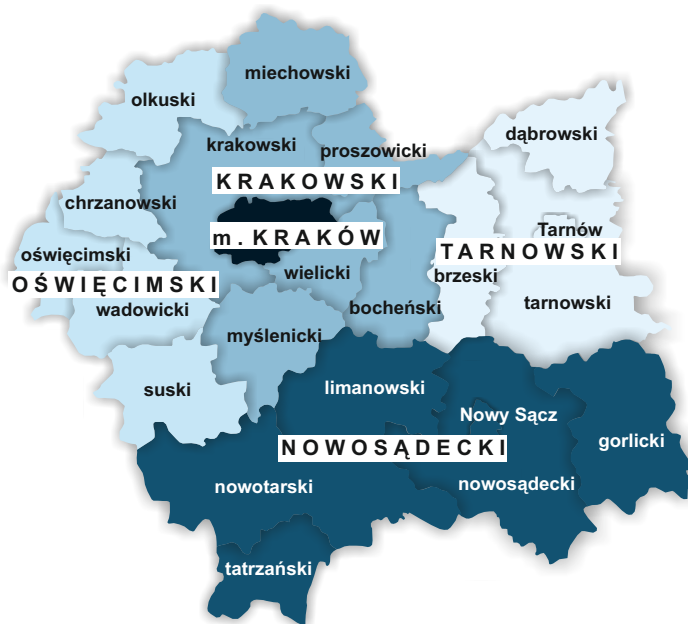 miechowski
olkuski
dąbrowski
krakowski
proszowicki
KRAKOWSKI
chrzanowski
m. KRAKÓW
Tarnów
TARNOWSKI
oświęcimski
OŚWIĘCIMSKI
wielicki
brzeski
wadowicki
bocheński
tarnowski
myślenicki
suski
limanowski
Nowy Sącz
gorlicki
NOWOSĄDECKI
nowotarski
nowosądecki
tatrzański